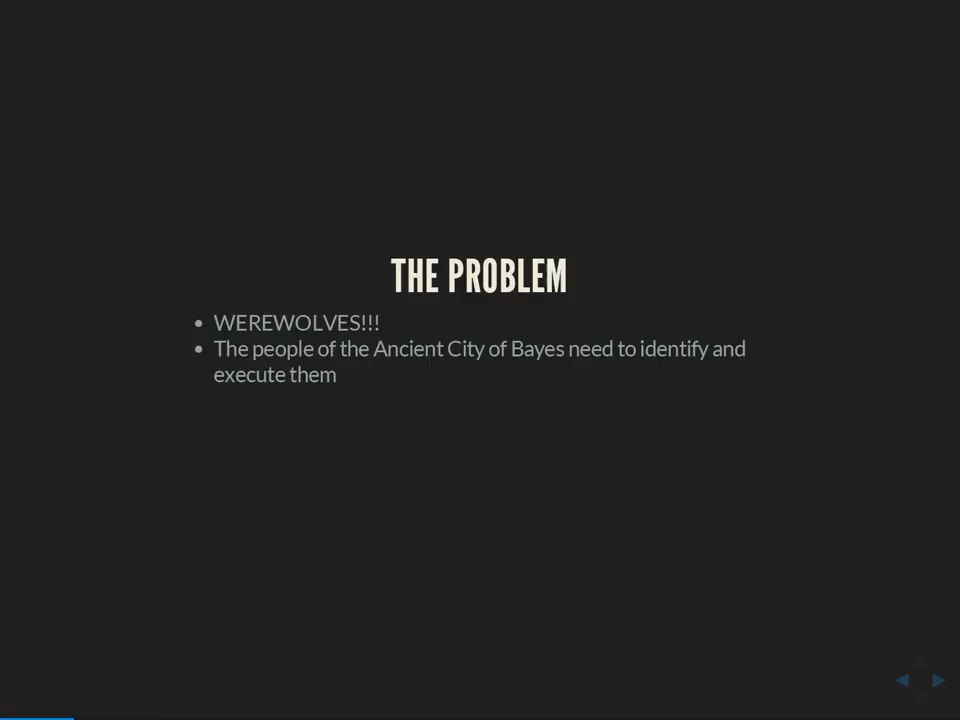 THE PROBLEM
• WEREWOLVES!!!
• The people of the Ancient City of Bayes need to identify and
execute them